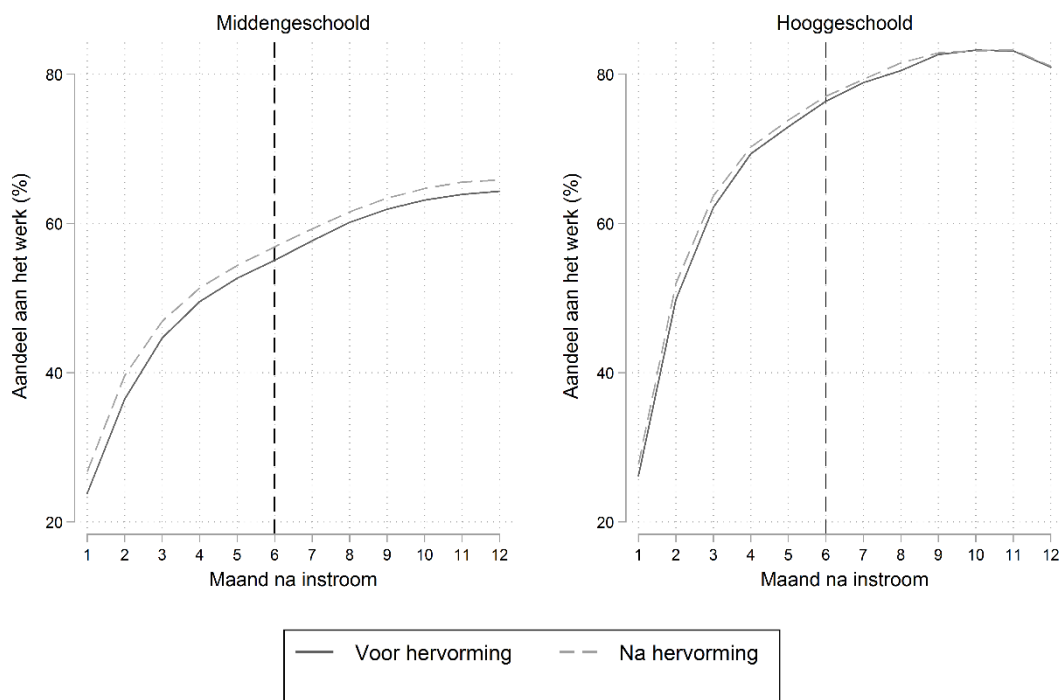 Middengeschoold
Aandeel aan het werk (%)
80
60
40
20
1 2 3 4 5 6 7 8 9 10 11 12
Maand na instroom
Hooggeschoold
Aandeel aan het werk (%)
80
60
40
20
1 2 3 4 5 6 7 8 9 10 11 12
Maand na instroom
Voor hervorming Na hervorming